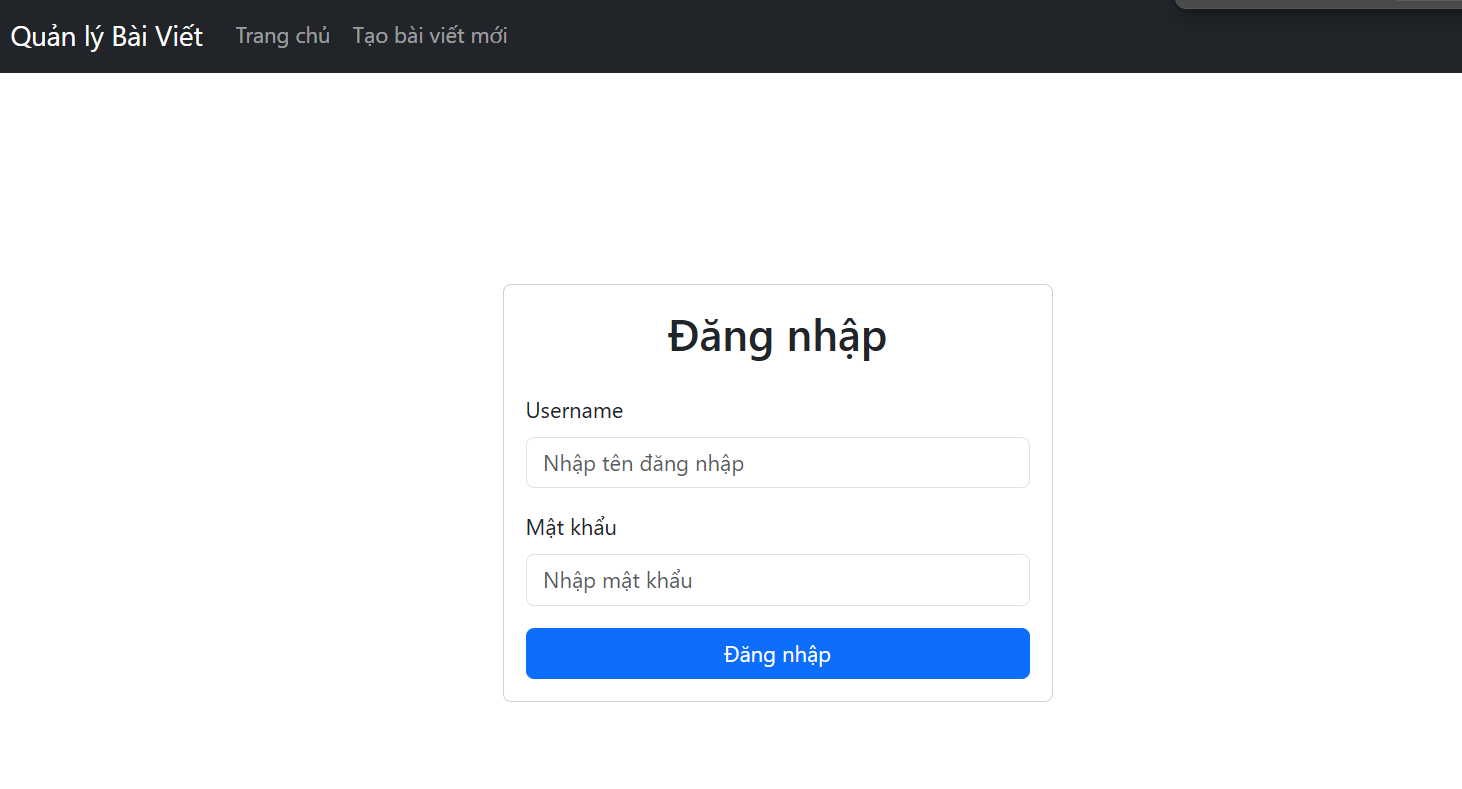 Quản lý Bài Viết Trang chủ Tạo bài viết mới
Đăng nhập
Username
Nhập tên đăng nhập
Mật khẩu
Nhập mật khẩu
Đăng nhập